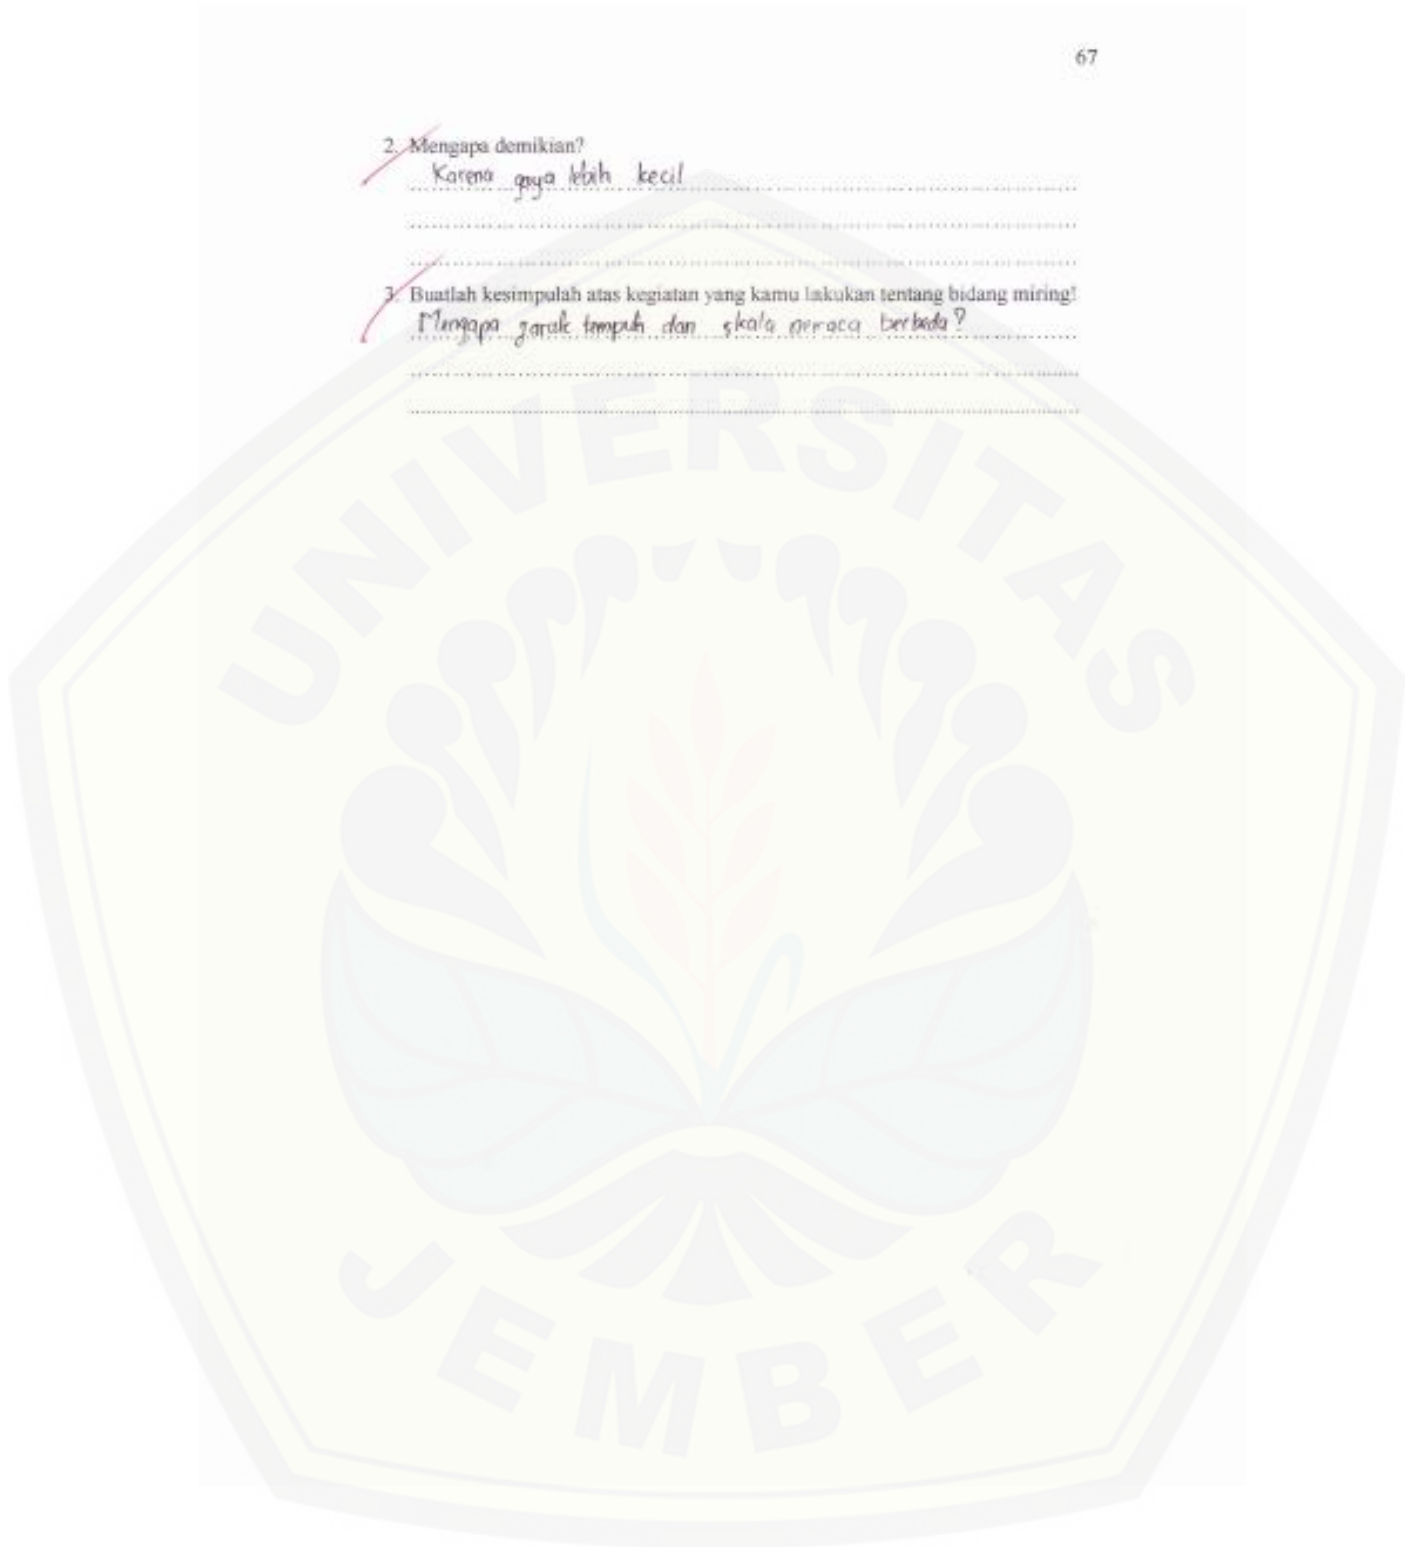 67
2. Mengapa demikian?
Karena gaya lebih kecil
3. Buatlah kesimpulah atas kegiatan yang kamu lakukan tentang bidang miring!
Mengapa jarak tempuh dan skala neraca berbeda?
UNIVERSITAS
JEMBER